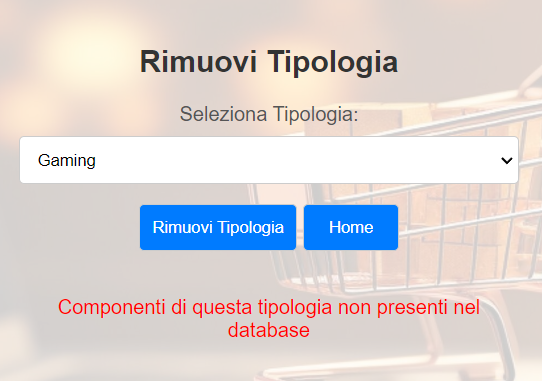 Rimuovi Tipologia
Seleziona Tipologia:
Gaming
Rimuovi Tipologia Home
Componenti di questa tipologia non presenti nel
database